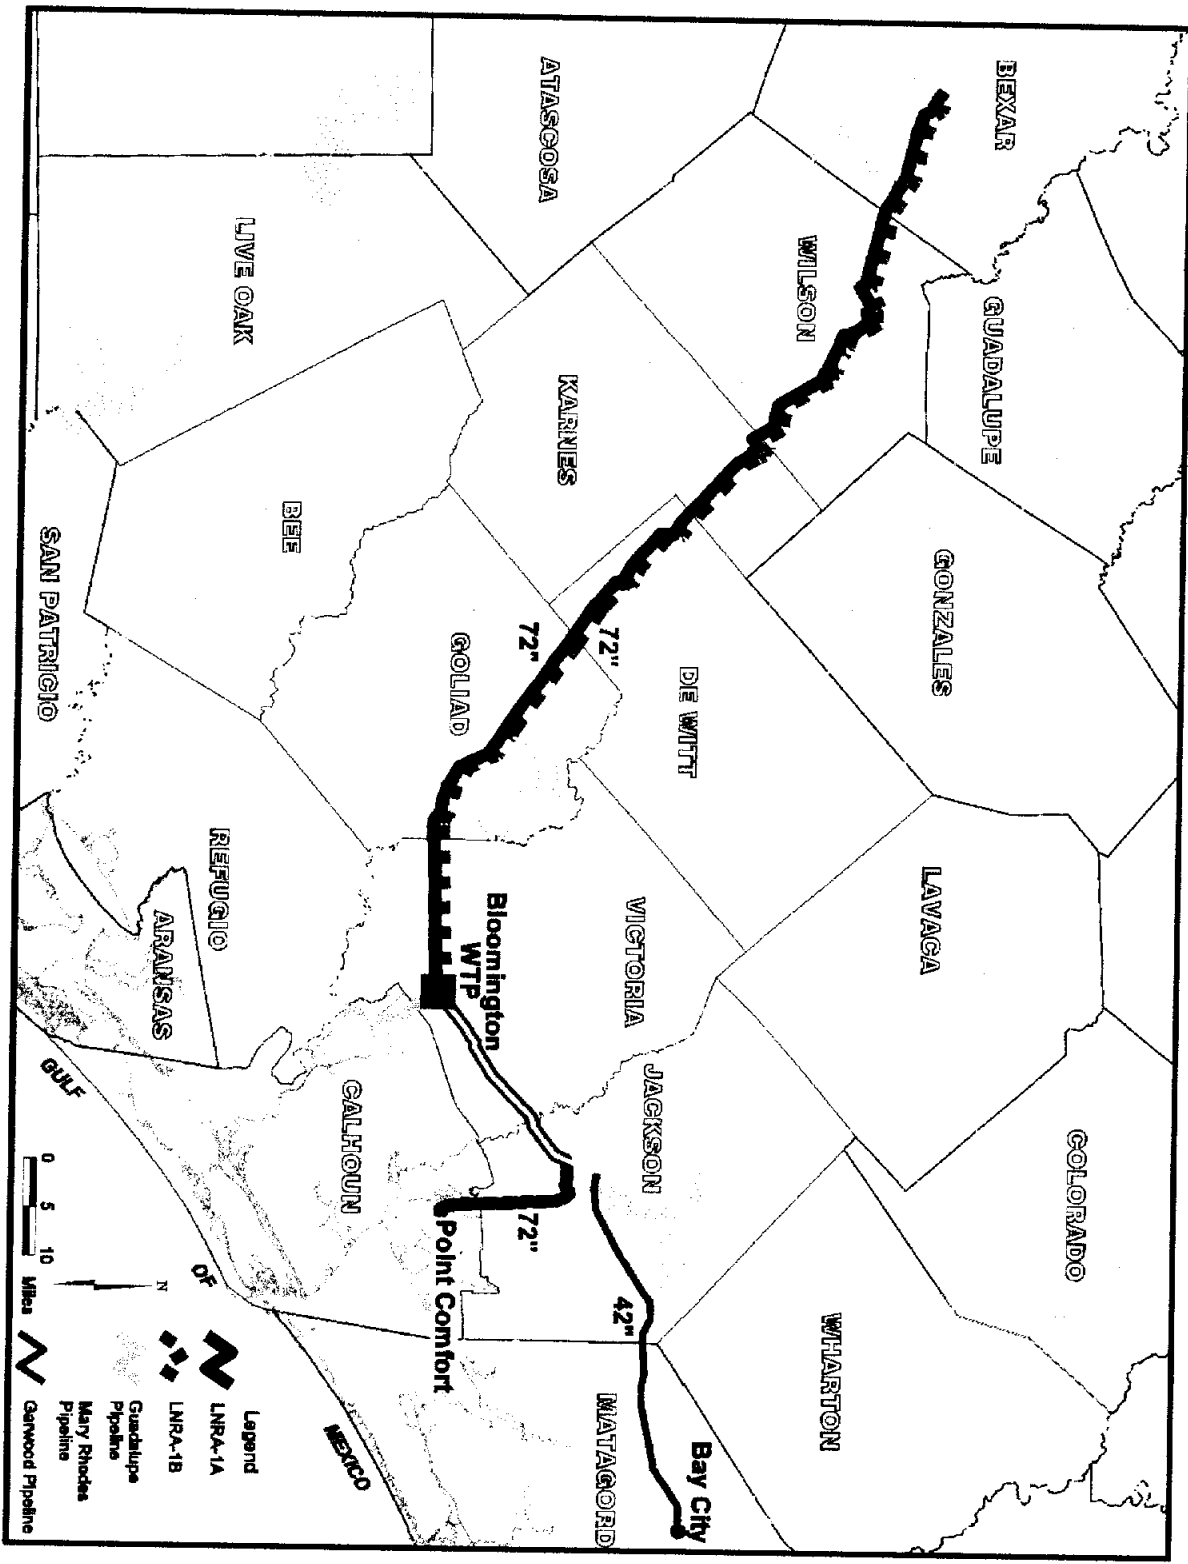 BEXAR
ATASCOSA
WILSON
GUADALUPE
LIVE OAK
KARNES
GONZALES
BEE
SAN PATRICIO
GOLIAD
DE WITT
72"
72"
LAVACA
REFUGIO
ARANSAS
VICTORIA
Bloomington
WTP
JACKSON
CALHOUN
COLORADO
72"
Point Comfort
42"
WHARTON
MATAGORD
Bay City
GULF
OF
MEXICO
0 5 10 Miles
N
Legend
LNRA-1A
LNRA-1B
Guadalupe
Pipeline
Mary Rhodes
Pipeline
Garwood Pipeline